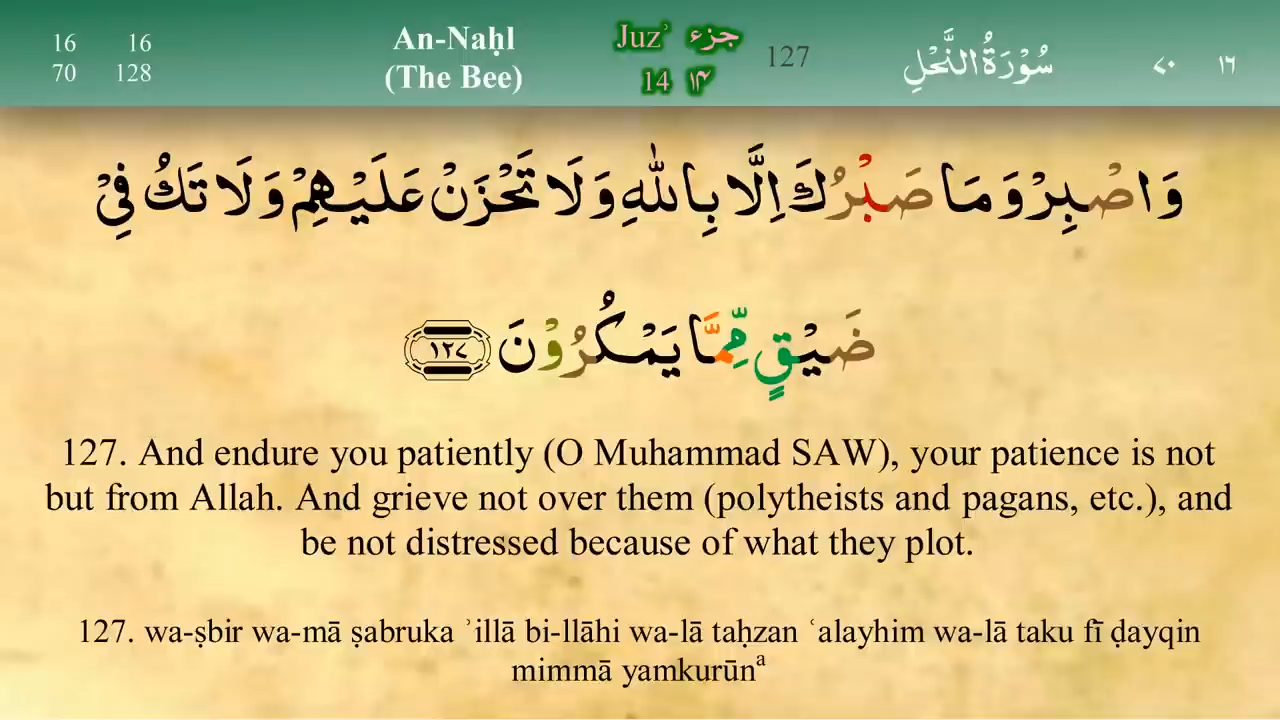 16 16 An-Naḥl Juzʾ جزء 127 سُوْرَةُ النَّحْلِ ٧٠ ١٦
70 128 (The Bee) 14 ١٤
وَاصْبِرْ وَمَا صَبْرُكَ اِلَّا بِاللّٰهِ وَلَا تَحْزَنْ عَلَيْهِمْ وَلَا تَكُ فِيْ
ضَيْقٍ مِّمَّا يَمْكُرُوْنَ ١٢٧
127. And endure you patiently (O Muhammad SAW), your patience is not
but from Allah. And grieve not over them (polytheists and pagans, etc.), and
be not distressed because of what they plot.
127. wa-ṣbir wa-mā ṣabruka ʾillā bi-llāhi wa-lā taḥzan ʿalayhim wa-lā taku fī ḍayqin
mimmā yamkurūnᵃ